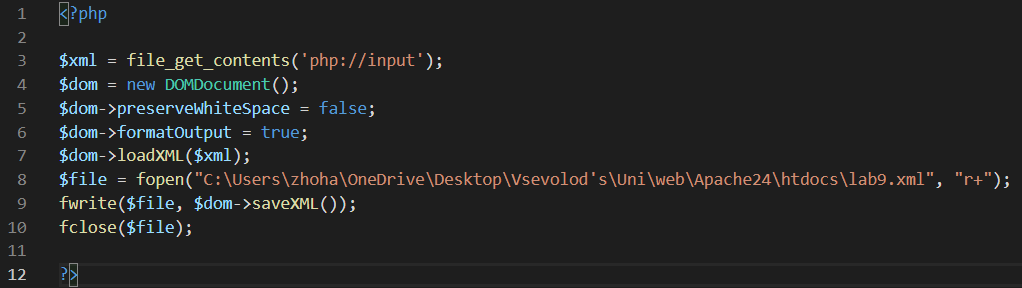 1 <?php
2
3 $xml = file_get_contents('php://input');
4 $dom = new DOMDocument();
5 $dom->preserveWhiteSpace = false;
6 $dom->formatOutput = true;
7 $dom->loadXML($xml);
8 $file = fopen("C:\Users\zhoha\OneDrive\Desktop\Vsevolod's\Uni\web\Apache24\htdocs\lab9.xml", "r+");
9 fwrite($file, $dom->saveXML());
10 fclose($file);
11
12 ?>